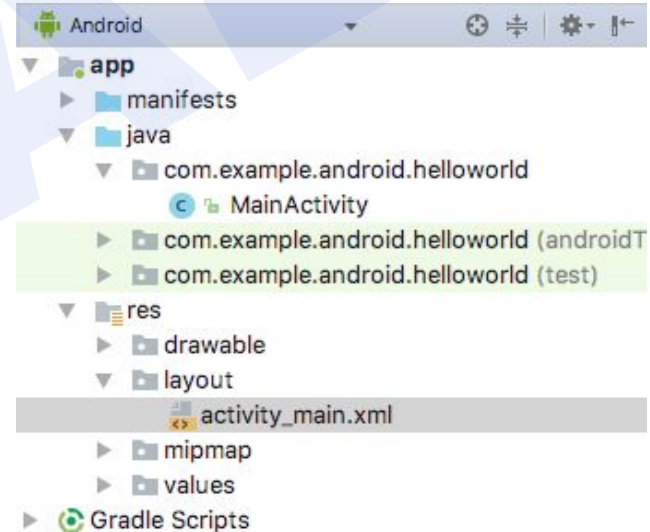 Android
app
manifests
java
com.example.android.helloworld
C MainActivity
com.example.android.helloworld (androidT
com.example.android.helloworld (test)
res
drawable
layout
activity_main.xml
mipmap
values
Gradle Scripts